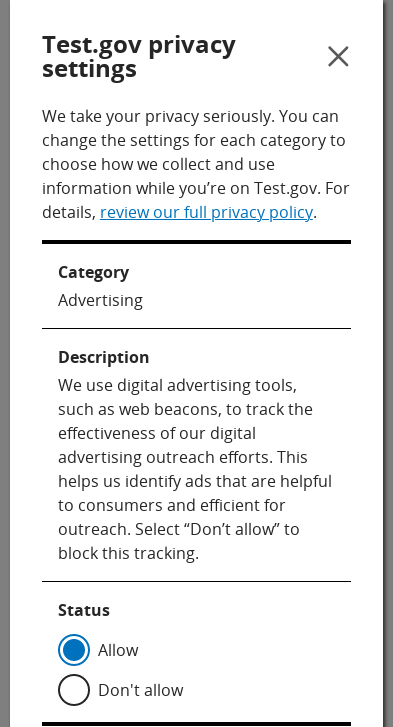 Test.gov privacy
settings
We take your privacy seriously. You can
change the settings for each category to
choose how we collect and use
information while you’re on Test.gov. For
details, review our full privacy policy.
Category
Advertising
Description
We use digital advertising tools,
such as web beacons, to track the
effectiveness of our digital
advertising outreach efforts. This
helps us identify ads that are helpful
to consumers and efficient for
outreach. Select “Don’t allow” to
block this tracking.
Status
Allow
Don't allow